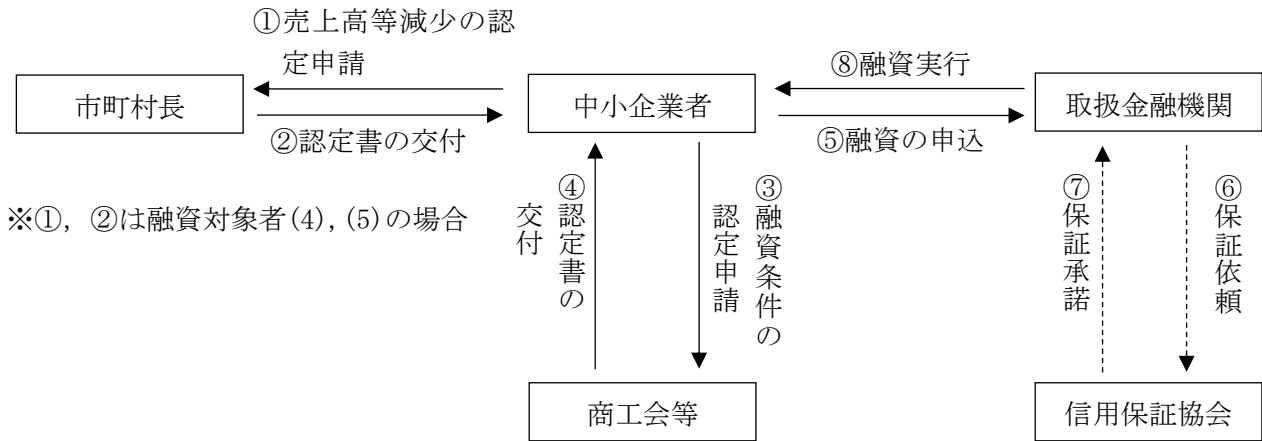 ①売上高等減少の認
定申請
⑧融資実行
市町村長
中小企業者
取扱金融機関
②認定書の交付
⑤融資の申込
※①，②は融資対象者(4),(5)の場合
④認定書の
交付
③融資条件の
認定申請
⑦保証承諾
⑥保証依頼
商工会等
信用保証協会